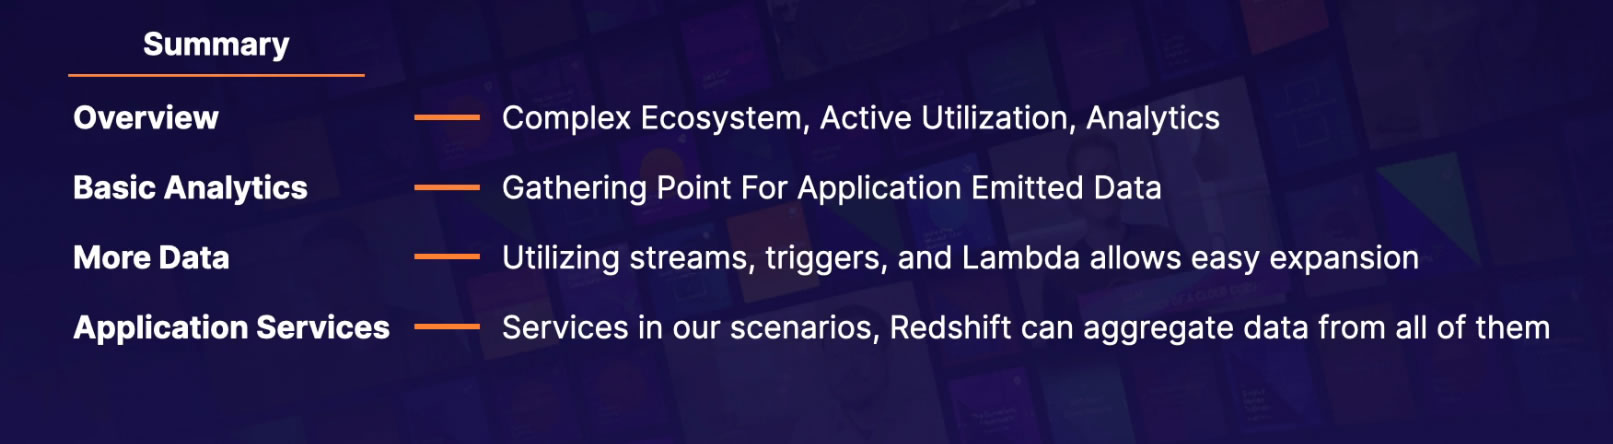 Summary
Overview — Complex Ecosystem, Active Utilization, Analytics
Basic Analytics — Gathering Point For Application Emitted Data
More Data — Utilizing streams, triggers, and Lambda allows easy expansion
Application Services — Services in our scenarios, Redshift can aggregate data from all of them